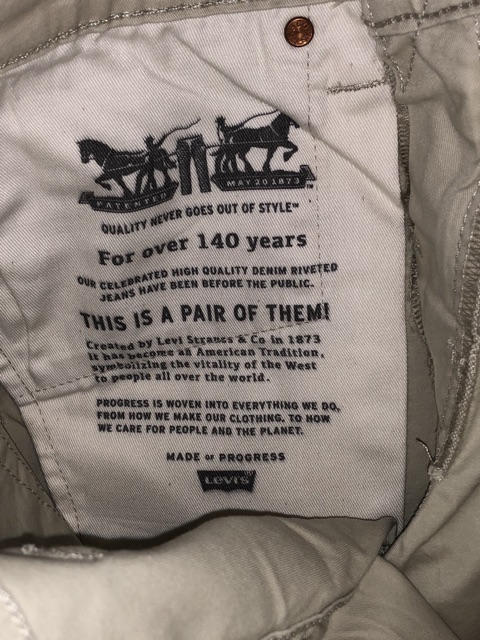 PATENTED MAY 20 1873 ™
QUALITY NEVER GOES OUT OF STYLE™
For over 140 years
OUR CELEBRATED HIGH QUALITY DENIM RIVETED
JEANS HAVE BEEN BEFORE THE PUBLIC.
THIS IS A PAIR OF THEM!
Created by Levi Strauss & Co in 1873
it has become an American Tradition,
symbolizing the vitality of the West
to people all over the world.
PROGRESS IS WOVEN INTO EVERYTHING WE DO,
FROM HOW WE MAKE OUR CLOTHING, TO HOW
WE CARE FOR PEOPLE AND THE PLANET.
MADE OF PROGRESS
Levi's